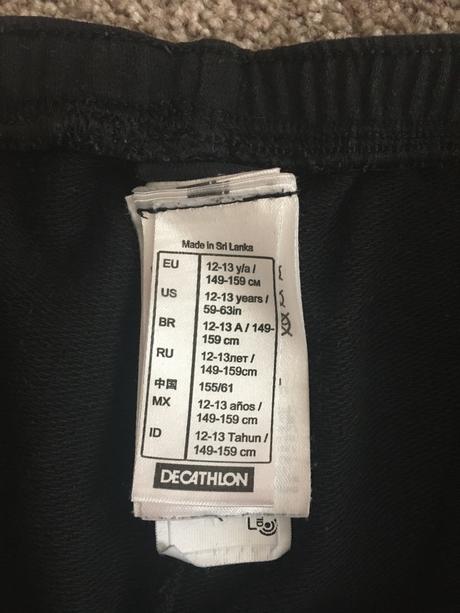 Made in Sri Lanka
EU 12-13 y/a /
149-159 CM
US 12-13 years /
59-63in
BR 12-13 A / 149-
159 cm
RU 12-13лет /
149-159cm
中国 155/61
MX 12-13 años /
149-159 cm
ID 12-13 Tahun /
149-159 cm
DECATHLON